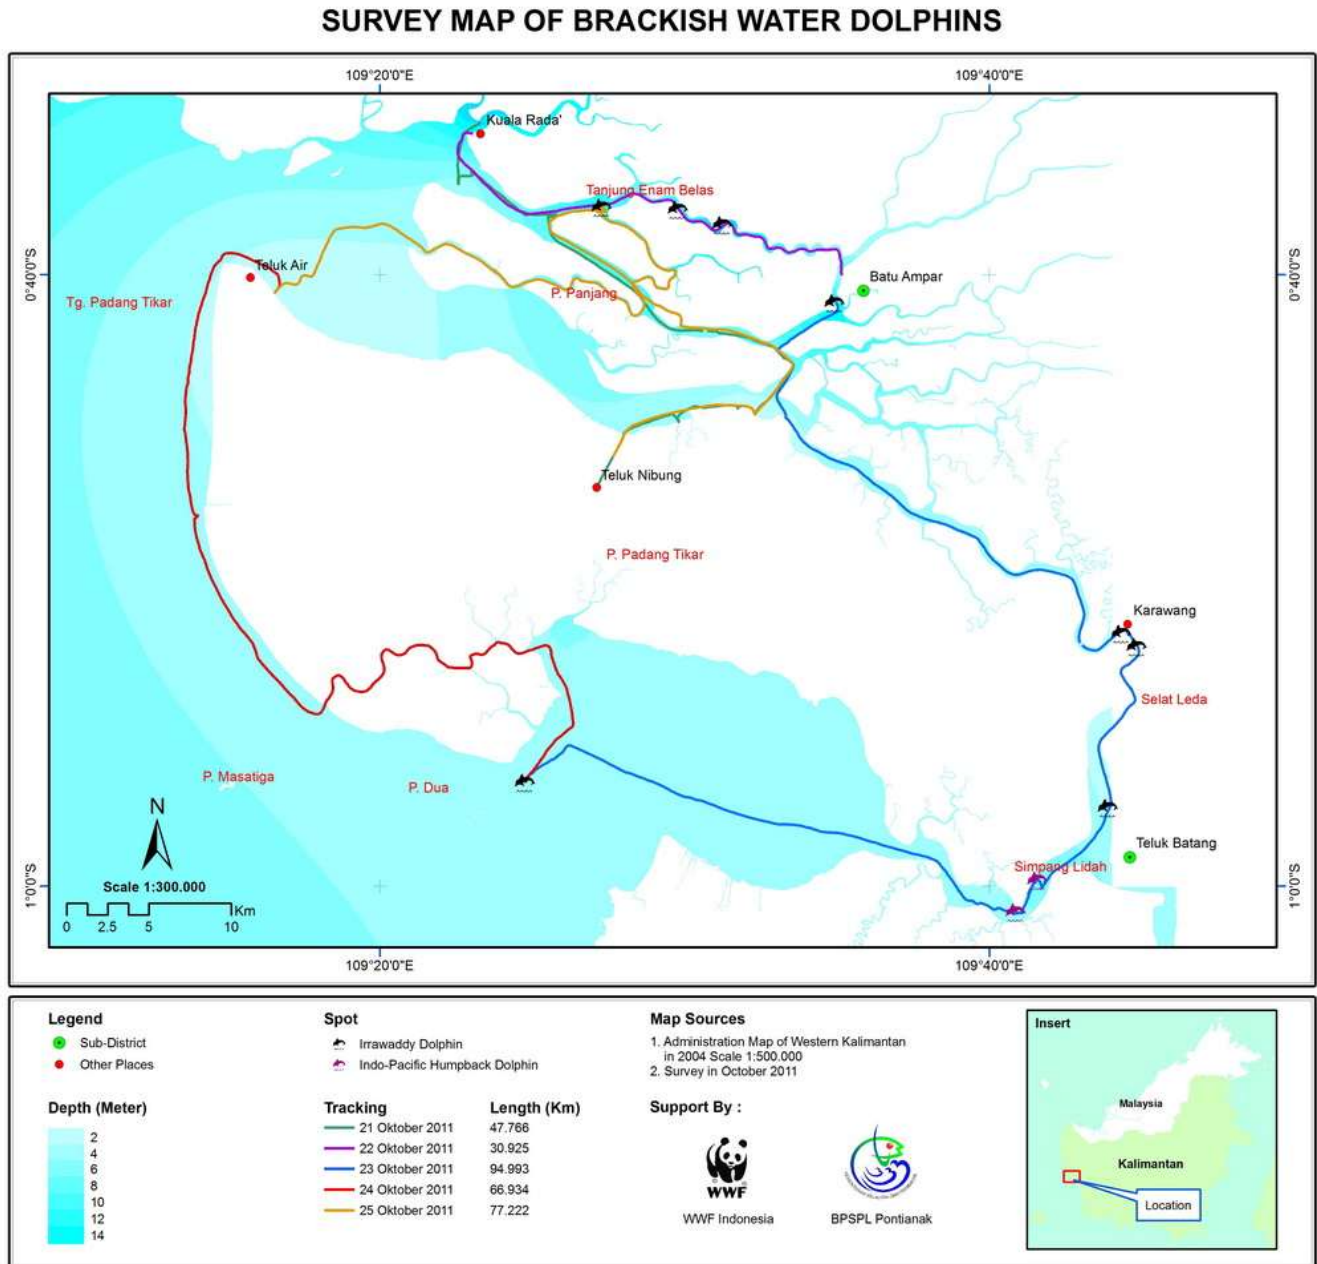 SURVEY MAP OF BRACKISH WATER DOLPHINS
109°20'0"E
109°40'0"E
Kuala Rada'
Tanjung Enam Belas
0°40'0"S
0°40'0"S
Teluk Air
Batu Ampar
Tg. Padang Tikar
P. Panjang
Teluk Nibung
P. Padang Tikar
Karawang
Selat Leda
P. Masatiga
P. Dua
N
Teluk Batang
Simpang Lidah
Scale 1:300.000
1°0'0"S
1°0'0"S
Km
0 2.5 5 10
109°20'0"E
109°40'0"E
Legend
Sub-District
Other Places
Depth (Meter)
2
4
6
8
10
12
14
Spot
Irrawaddy Dolphin
Indo-Pacific Humpback Dolphin
Tracking Length (Km)
21 Oktober 2011 47.766
22 Oktober 2011 30.925
23 Oktober 2011 94.993
24 Oktober 2011 66.934
25 Oktober 2011 77.222
Map Sources
1. Administration Map of Western Kalimantan
in 2004 Scale 1:500.000
2. Survey in October 2011
Support By :
WWF
WWF Indonesia
BPSPL Pontianak
Insert
Malaysia
Kalimantan
Location